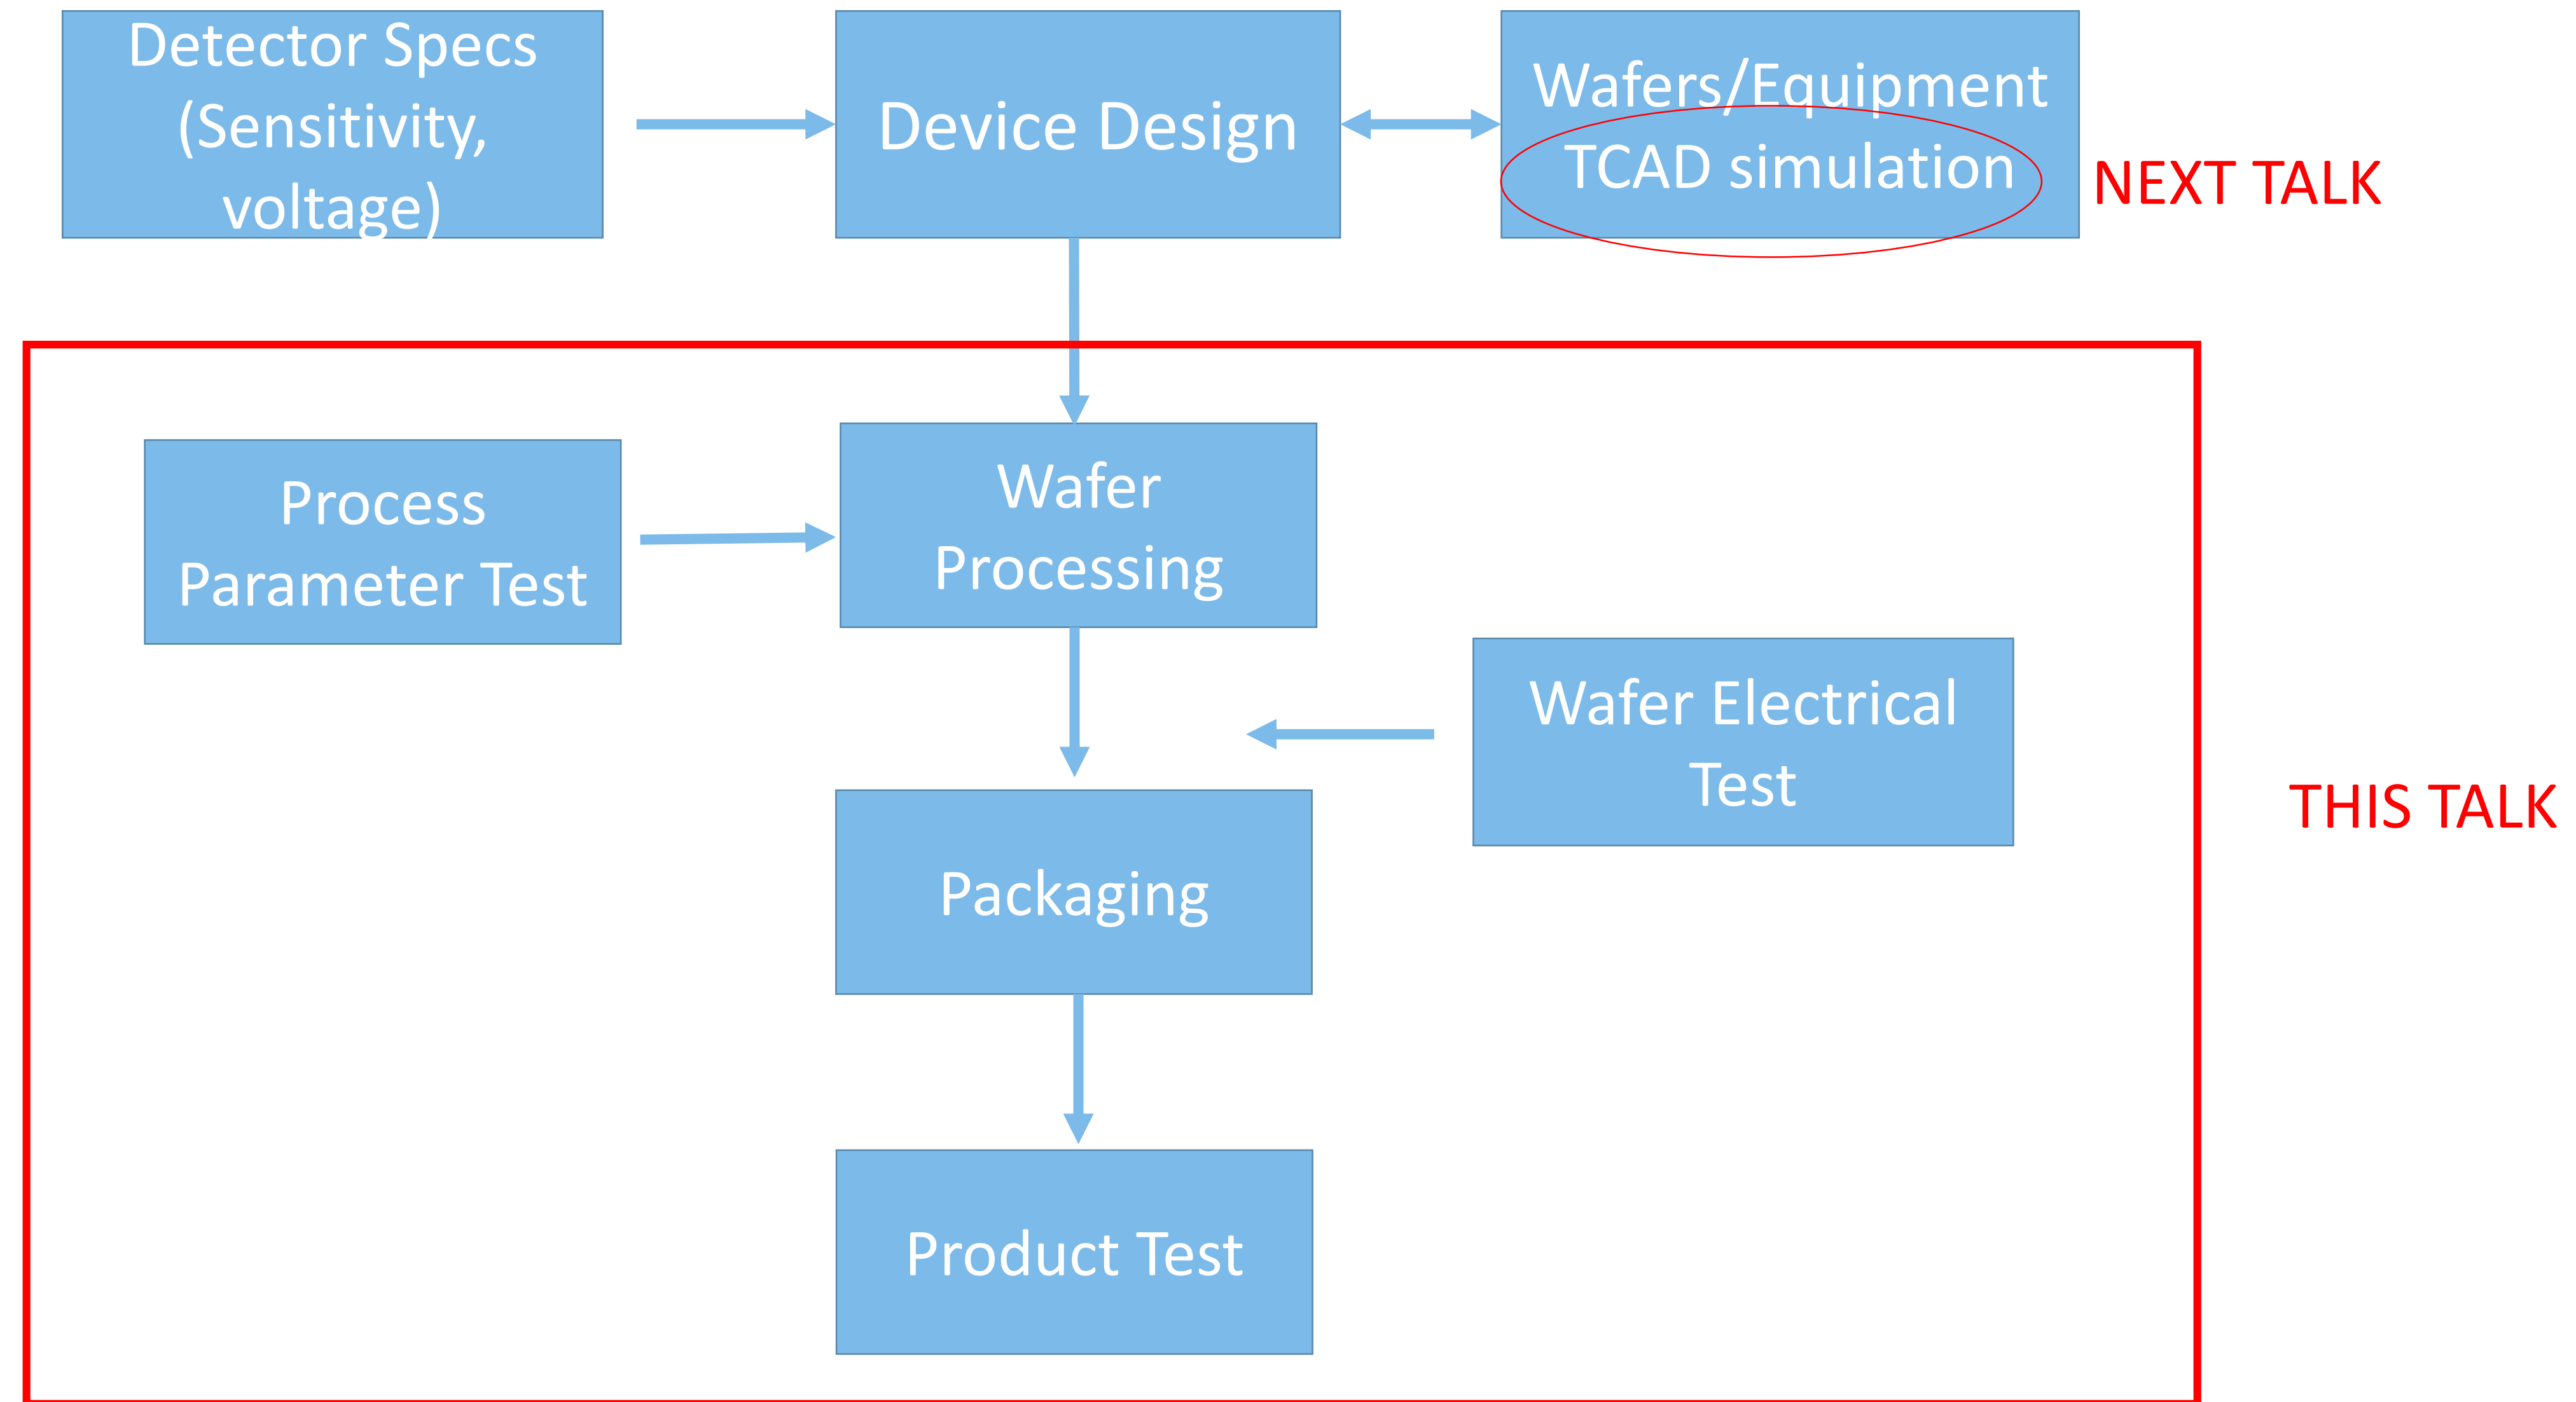 Detector Specs
(Sensitivity,
voltage)
Device Design
Wafers/Equipment
TCAD simulation
NEXT TALK
Process
Parameter Test
Wafer
Processing
Wafer Electrical
Test
THIS TALK
Packaging
Product Test